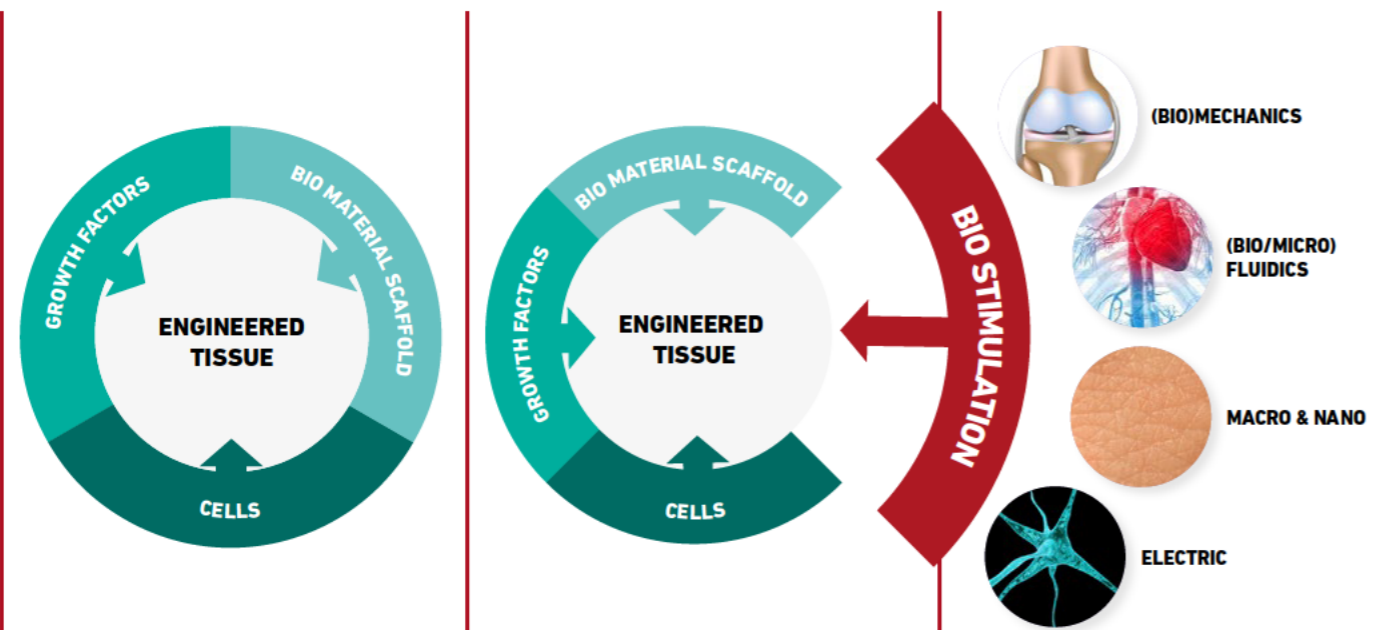 GROWTH FACTORS
BIO MATERIAL SCAFFOLD
ENGINEERED
TISSUE
CELLS
BIO MATERIAL SCAFFOLD
GROWTH FACTORS
ENGINEERED
TISSUE
CELLS
BIO STIMULATION
(BIO)MECHANICS
(BIO/MICRO)
FLUIDICS
MACRO & NANO
ELECTRIC